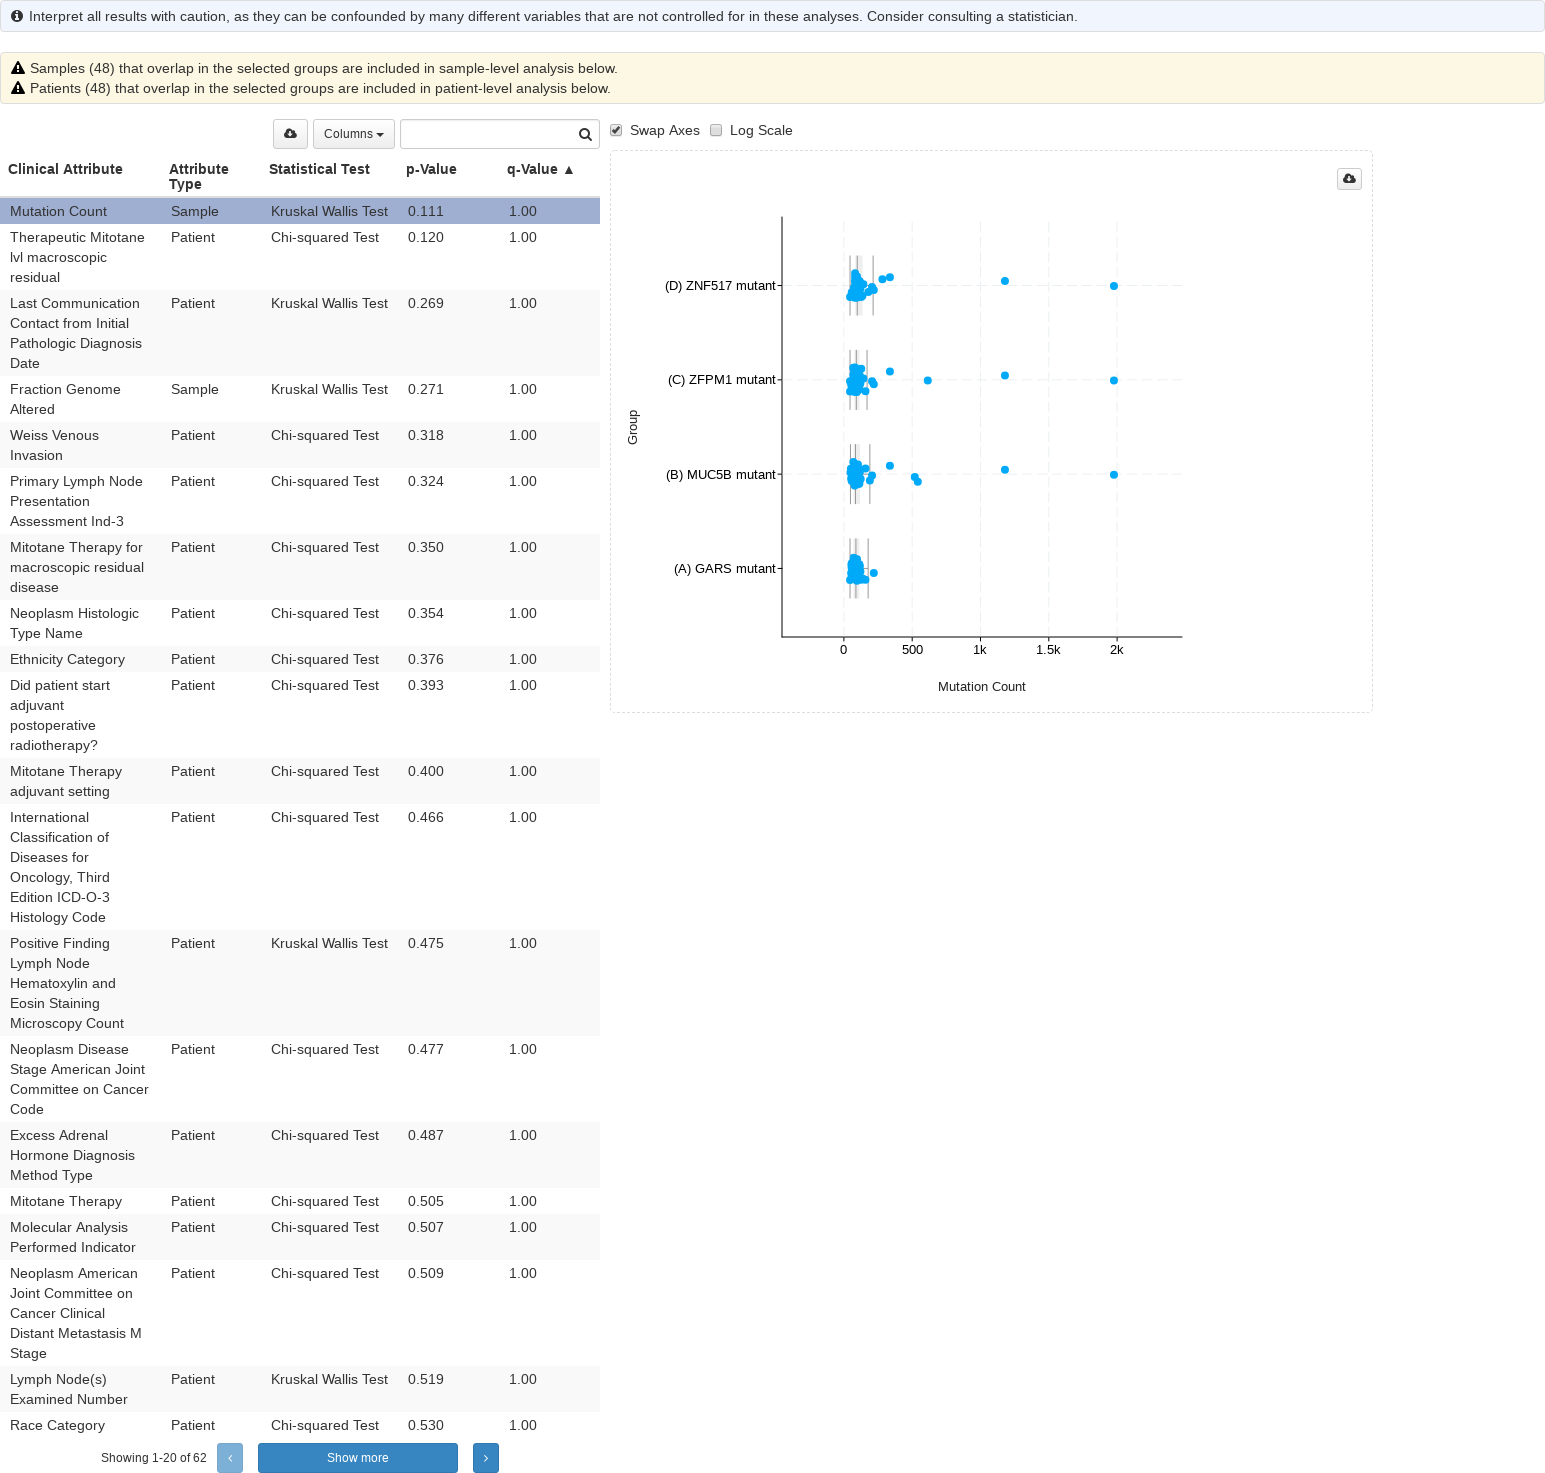 Interpret all results with caution, as they can be confounded by many different variables that are not controlled for in these analyses. Consider consulting a statistician.
Samples (48) that overlap in the selected groups are included in sample-level analysis below.
Patients (48) that overlap in the selected groups are included in patient-level analysis below.
Columns
Clinical Attribute Attribute Type Statistical Test p-Value q-Value ▲
Mutation Count Sample Kruskal Wallis Test 0.111 1.00
Therapeutic Mitotane Patient Chi-squared Test 0.120 1.00
lvl macroscopic
residual
Last Communication Patient Kruskal Wallis Test 0.269 1.00
Contact from Initial
Pathologic Diagnosis
Date
Fraction Genome Sample Kruskal Wallis Test 0.271 1.00
Altered
Weiss Venous Patient Chi-squared Test 0.318 1.00
Invasion
Primary Lymph Node Patient Chi-squared Test 0.324 1.00
Presentation
Assessment Ind-3
Mitotane Therapy for Patient Chi-squared Test 0.350 1.00
macroscopic residual
disease
Neoplasm Histologic Patient Chi-squared Test 0.354 1.00
Type Name
Ethnicity Category Patient Chi-squared Test 0.376 1.00
Did patient start Patient Chi-squared Test 0.393 1.00
adjuvant
postoperative
radiotherapy?
Mitotane Therapy Patient Chi-squared Test 0.400 1.00
adjuvant setting
International Patient Chi-squared Test 0.466 1.00
Classification of
Diseases for
Oncology, Third
Edition ICD-O-3
Histology Code
Positive Finding Patient Kruskal Wallis Test 0.475 1.00
Lymph Node
Hematoxylin and
Eosin Staining
Microscopy Count
Neoplasm Disease Patient Chi-squared Test 0.477 1.00
Stage American Joint
Committee on Cancer
Code
Excess Adrenal Patient Chi-squared Test 0.487 1.00
Hormone Diagnosis
Method Type
Mitotane Therapy Patient Chi-squared Test 0.505 1.00
Molecular Analysis Patient Chi-squared Test 0.507 1.00
Performed Indicator
Neoplasm American Patient Chi-squared Test 0.509 1.00
Joint Committee on
Cancer Clinical
Distant Metastasis M
Stage
Lymph Node(s) Patient Kruskal Wallis Test 0.519 1.00
Examined Number
Race Category Patient Chi-squared Test 0.530 1.00
Showing 1-20 of 62 ‹ Show more ›
Swap Axes Log Scale
(D) ZNF517 mutant
(C) ZFPM1 mutant
(B) MUC5B mutant
(A) GARS mutant
Group
0 500 1k 1.5k 2k
Mutation Count